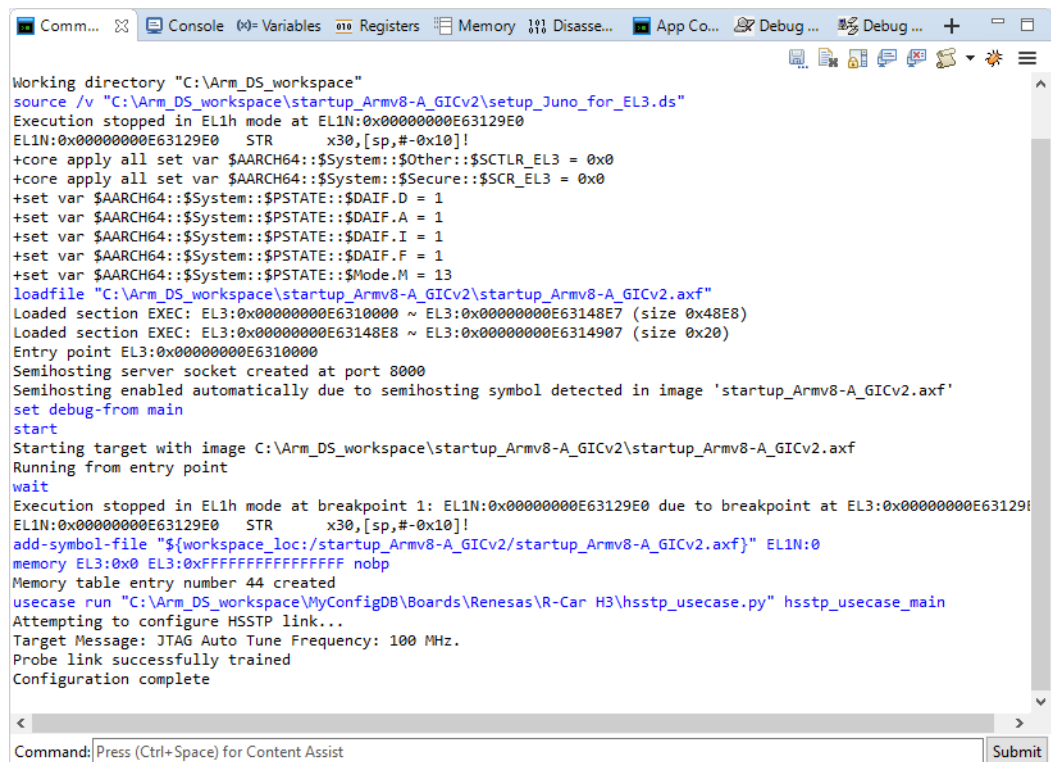 Comm... Console (x)= Variables Registers Memory Disasse... App Co... Debug ... Debug ...
Working directory "C:\Arm_DS_workspace"
source /v "C:\Arm_DS_workspace\startup_Armv8-A_GICv2\setup_Juno_for_EL3.ds"
Execution stopped in EL1h mode at EL1N:0x00000000E63129E0
EL1N:0x00000000E63129E0   STR      x30,[sp,#-0x10]!
+core apply all set var $AARCH64::$System::$Other::$SCTLR_EL3 = 0x0
+core apply all set var $AARCH64::$System::$Secure::$SCR_EL3 = 0x0
+set var $AARCH64::$System::$PSTATE::$DAIF.D = 1
+set var $AARCH64::$System::$PSTATE::$DAIF.A = 1
+set var $AARCH64::$System::$PSTATE::$DAIF.I = 1
+set var $AARCH64::$System::$PSTATE::$DAIF.F = 1
+set var $AARCH64::$System::$PSTATE::$Mode.M = 13
loadfile "C:\Arm_DS_workspace\startup_Armv8-A_GICv2\startup_Armv8-A_GICv2.axf"
Loaded section EXEC: EL3:0x00000000E6310000 ~ EL3:0x00000000E63148E7 (size 0x48E8)
Loaded section EXEC: EL3:0x00000000E63148E8 ~ EL3:0x00000000E6314907 (size 0x20)
Entry point EL3:0x00000000E6310000
Semihosting server socket created at port 8000
Semihosting enabled automatically due to semihosting symbol detected in image 'startup_Armv8-A_GICv2.axf'
set debug-from main
start
Starting target with image C:\Arm_DS_workspace\startup_Armv8-A_GICv2\startup_Armv8-A_GICv2.axf
Running from entry point
wait
Execution stopped in EL1h mode at breakpoint 1: EL1N:0x00000000E63129E0 due to breakpoint at EL3:0x00000000E63129E
EL1N:0x00000000E63129E0   STR      x30,[sp,#-0x10]!
add-symbol-file "${workspace_loc:/startup_Armv8-A_GICv2/startup_Armv8-A_GICv2.axf}" EL1N:0
memory EL3:0x0 EL3:0xFFFFFFFFFFFFFFFF nobp
Memory table entry number 44 created
usecase run "C:\Arm_DS_workspace\MyConfigDB\Boards\Renesas\R-Car H3\hsstp_usecase.py" hsstp_usecase_main
Attempting to configure HSSTP link...
Target Message: JTAG Auto Tune Frequency: 100 MHz.
Probe link successfully trained
Configuration complete
Command: Press (Ctrl+Space) for Content Assist Submit